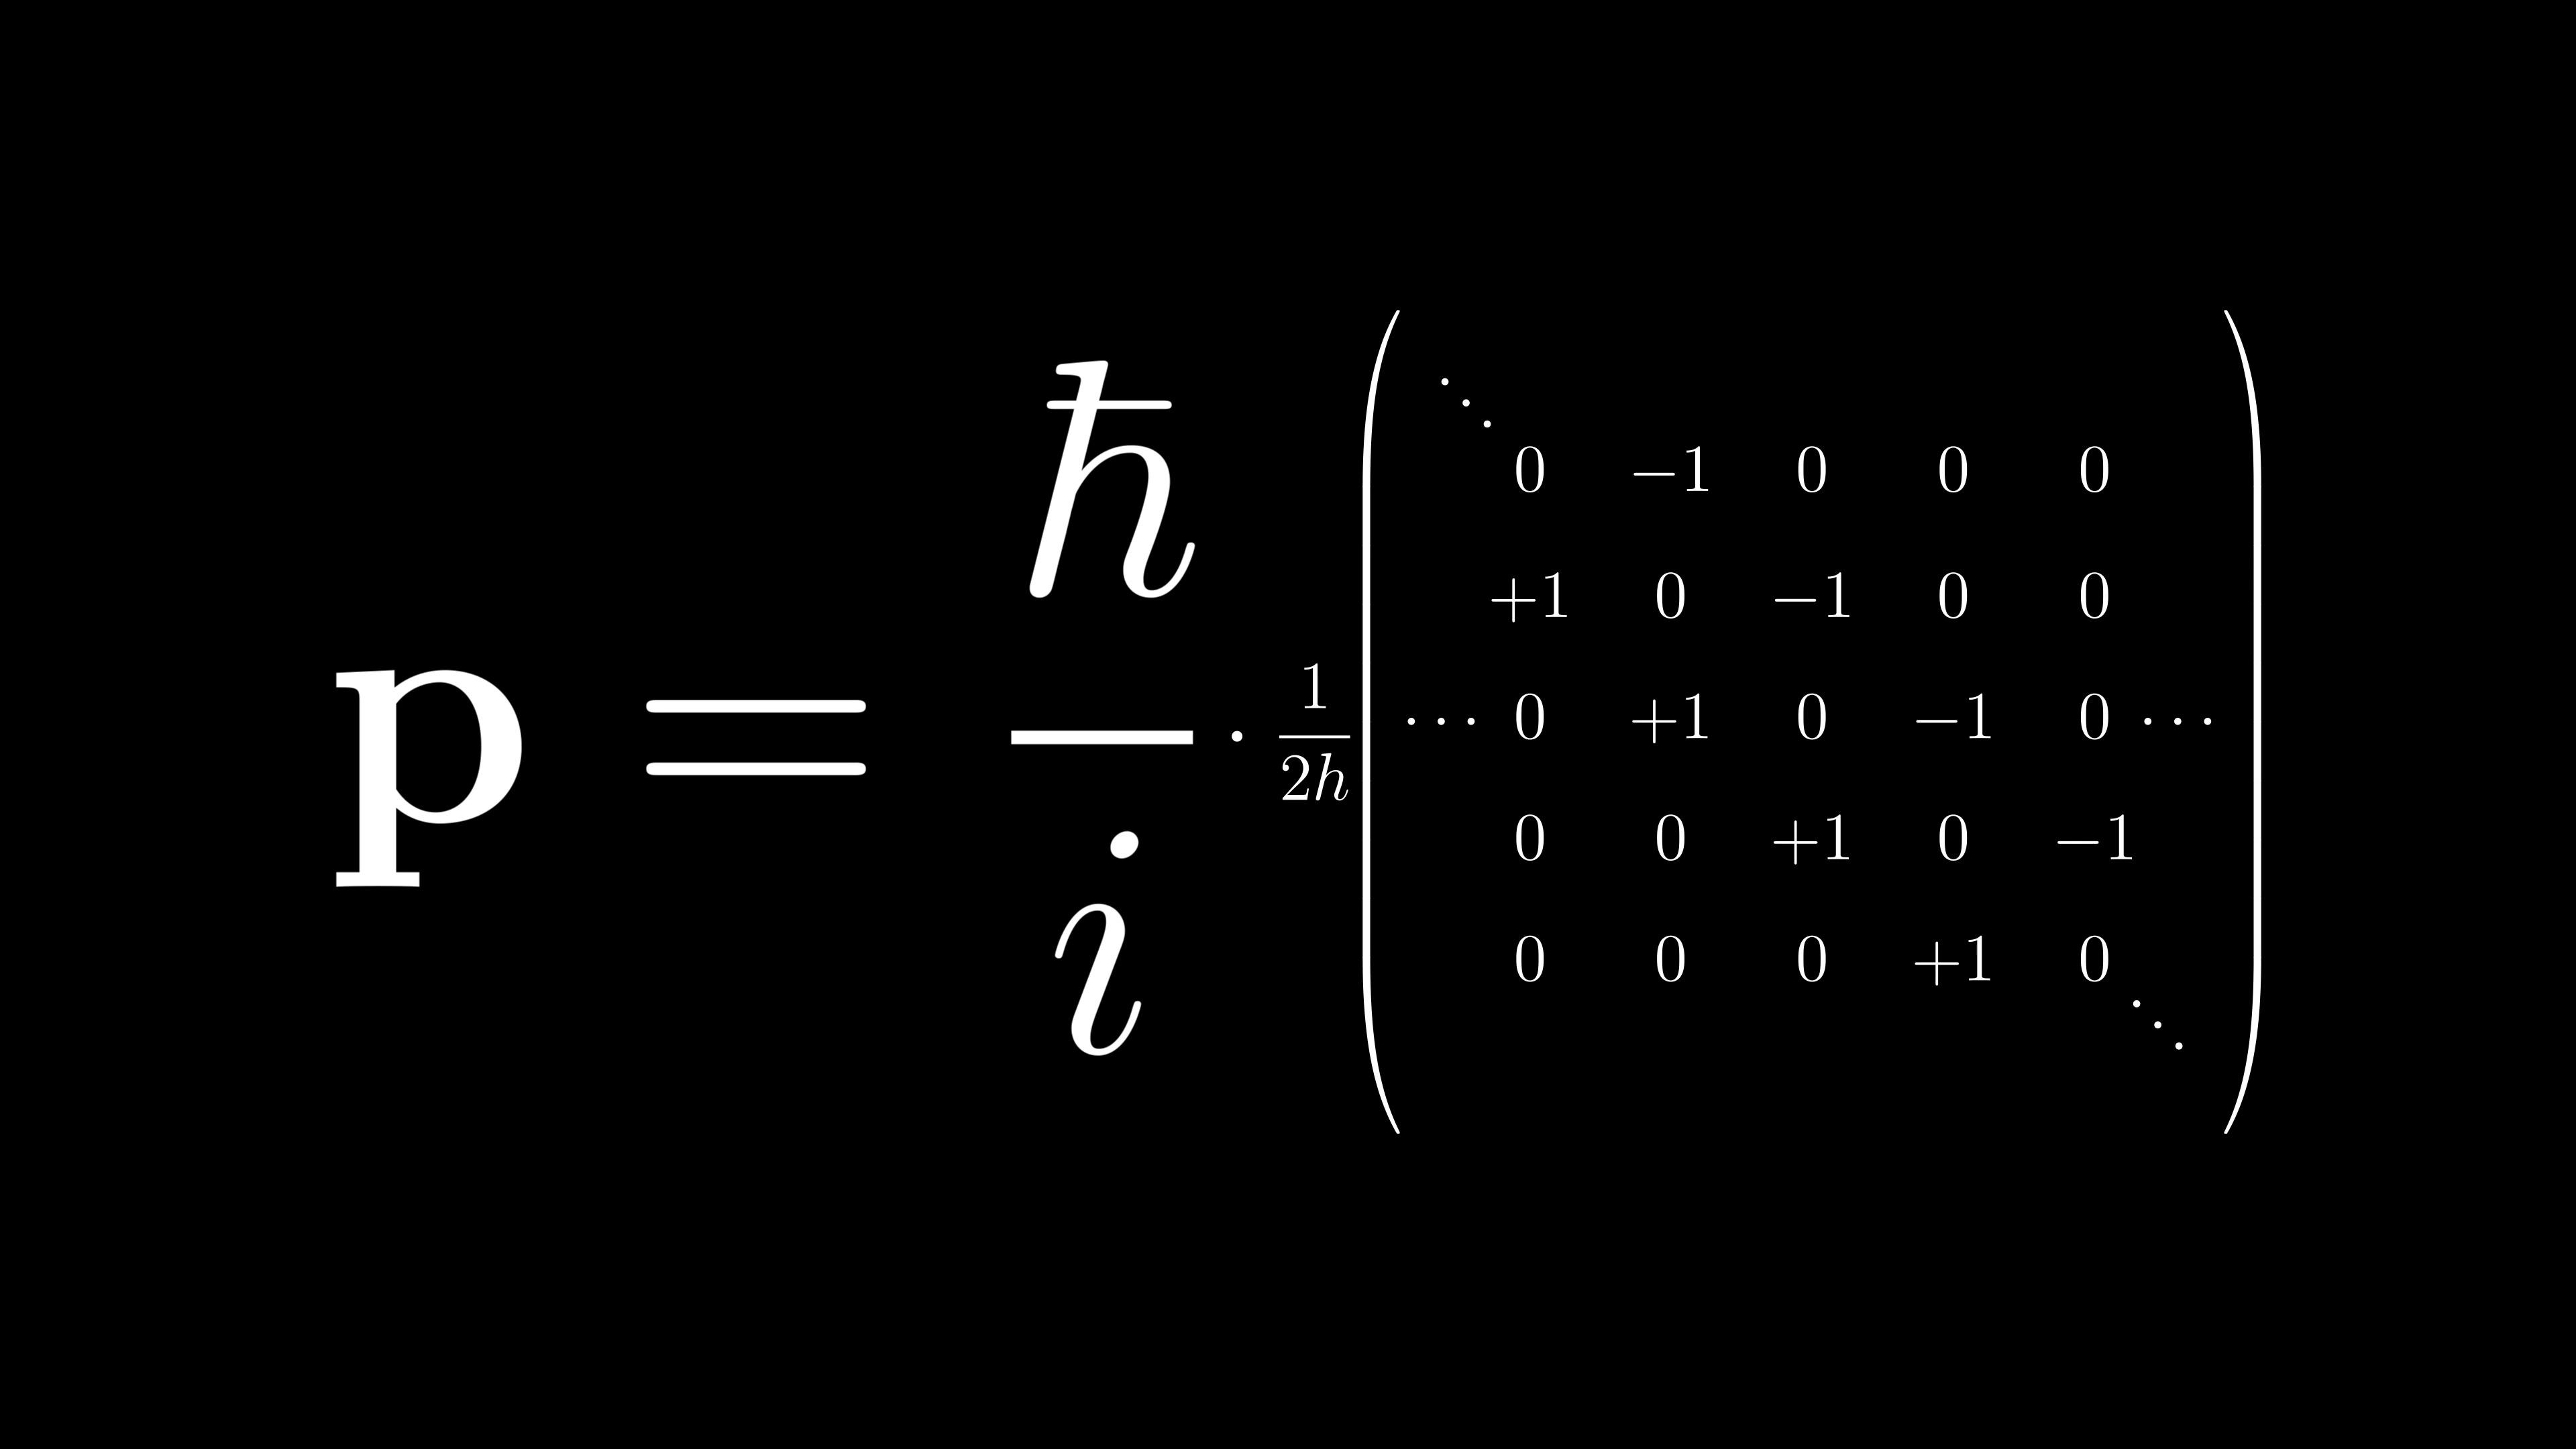 p = ħ/i · 1/2h ( ⋱
0 −1 0 0 0
+1 0 −1 0 0
⋯ 0 +1 0 −1 0 ⋯
0 0 +1 0 −1
0 0 0 +1 0
⋱ )